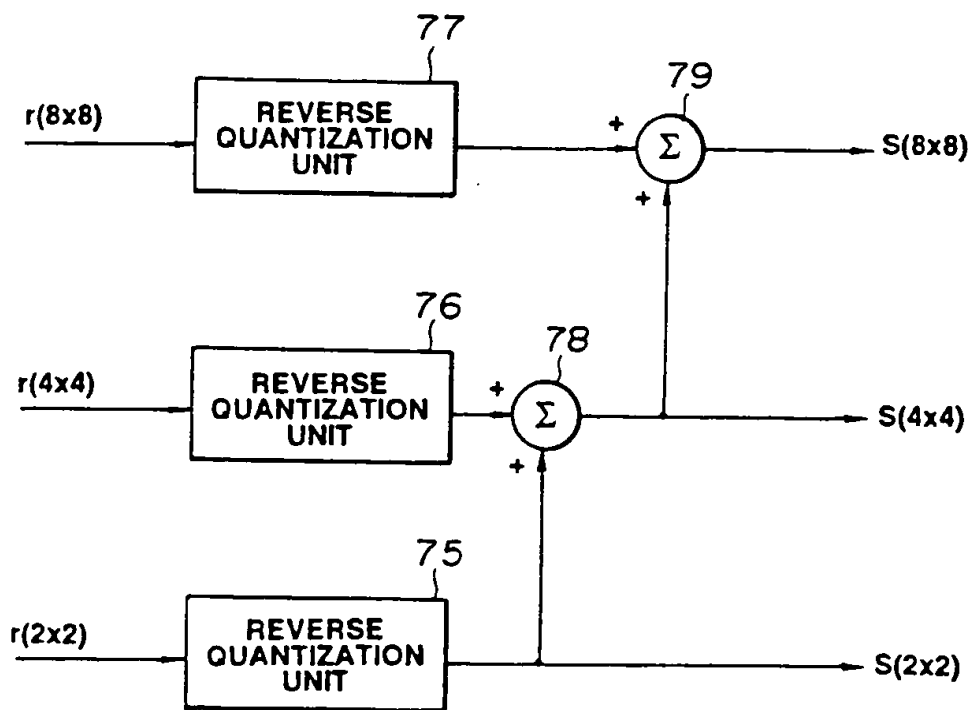 77
r(8x8)
REVERSE
QUANTIZATION
UNIT
+
79
Σ
+
S(8x8)
76
r(4x4)
REVERSE
QUANTIZATION
UNIT
+
78
Σ
+
S(4x4)
75
r(2x2)
REVERSE
QUANTIZATION
UNIT
S(2x2)